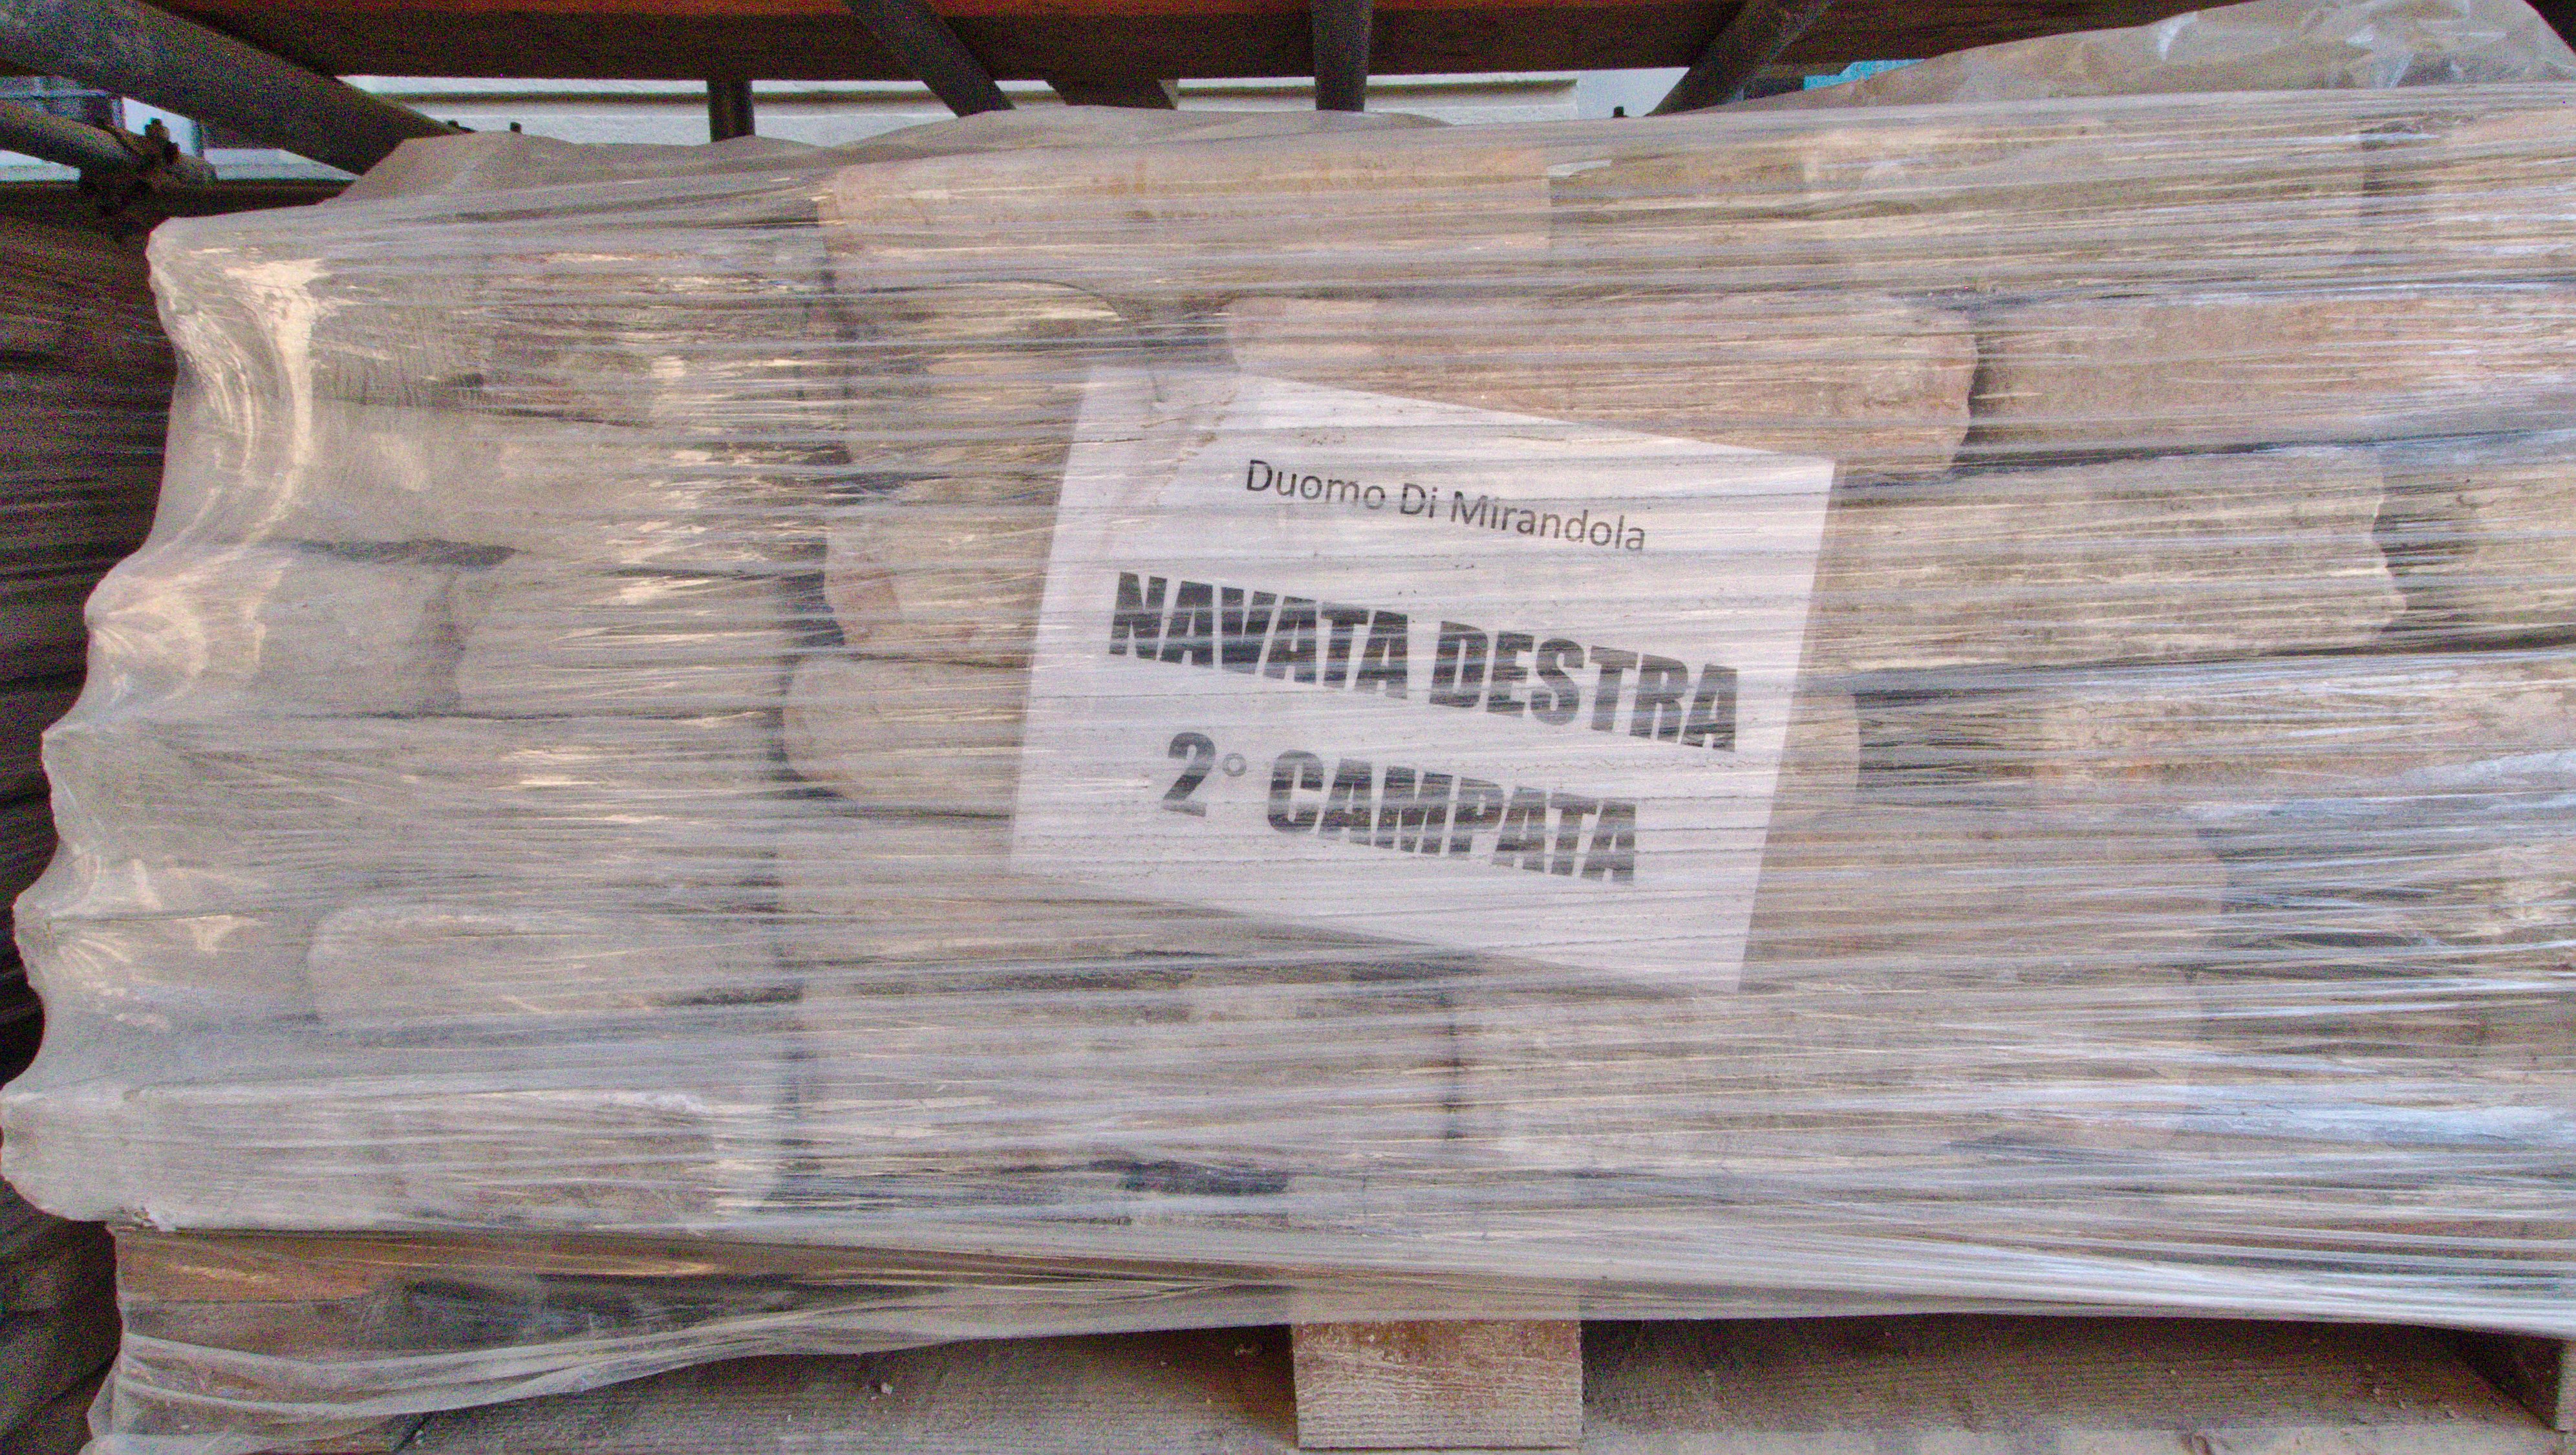 Duomo Di Mirandola
NAVATA DESTRA
2° CAMPATA